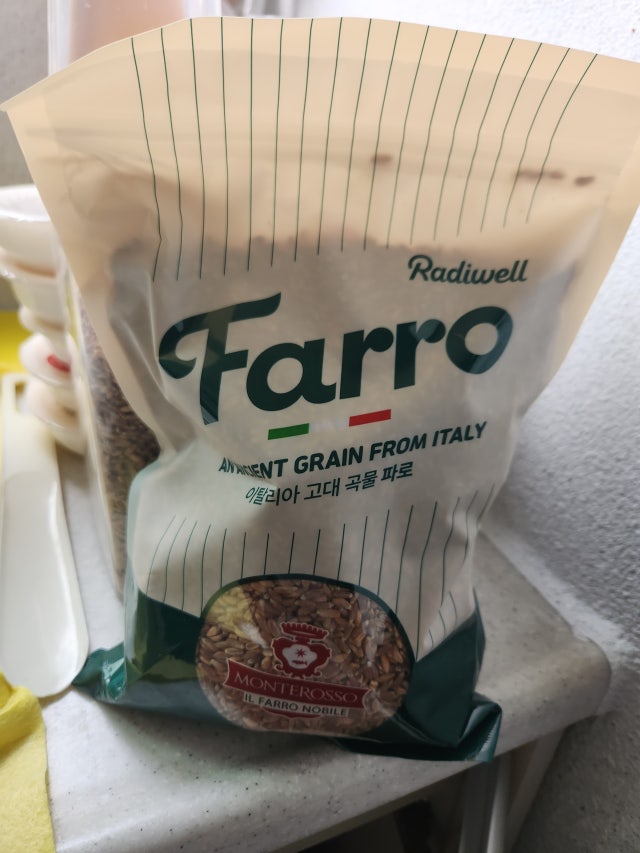 Radiwell
Farro
ANCIENT GRAIN FROM ITALY
이탈리아 고대 곡물 파로
MONTEROSSO
IL FARRO NOBILE